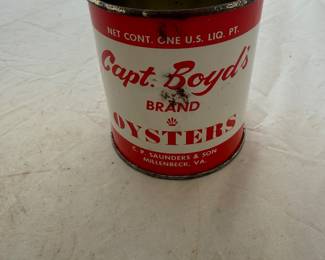 NET CONT. ONE U.S. LIQ. PT.
Capt. Boyd's
BRAND
OYSTERS
C. P. SAUNDERS & SON
MILLENBECK, VA.